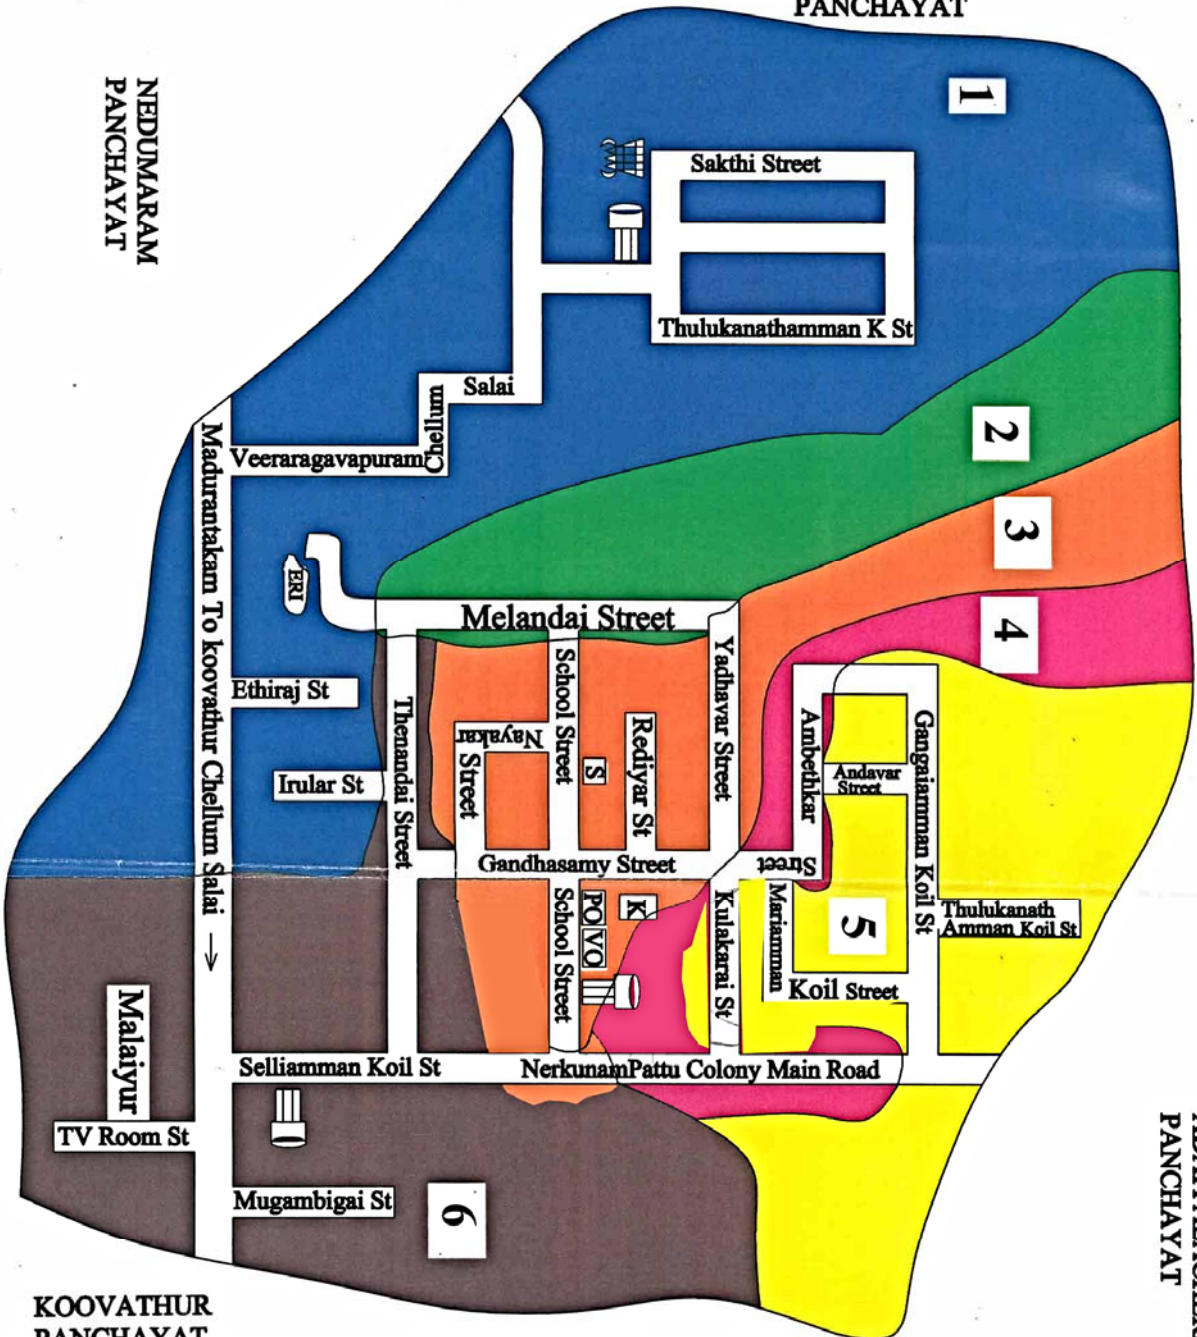 PANCHAYAT
NEDUMARAM
PANCHAYAT
1
Sakthi Street
Thulukanathamman K St
Salai
Chellum
Veeraragavapuram
2
3
4
ERI
Melandai Street
Madurantakam To koovathur Chellum Salai
Ethiraj St
Irular St
Thenandai Street
School Street
Nayakar
Street
S
Rediyar St
Yadhavar Street
Ambethkar
Street
Andavar
Street
Gangaiamman Koil St
Gandhasamy Street
School Street
PO
VO
K
Kulakarai St
Mariamman
Koil Street
5
Thulukanath
Amman Koil St
Selliamman Koil St
NerkunamPattu Colony Main Road
Malaiyur
TV Room St
Mugambigai St
6
PANCHAYAT
KOOVATHUR
PANCHAYAT